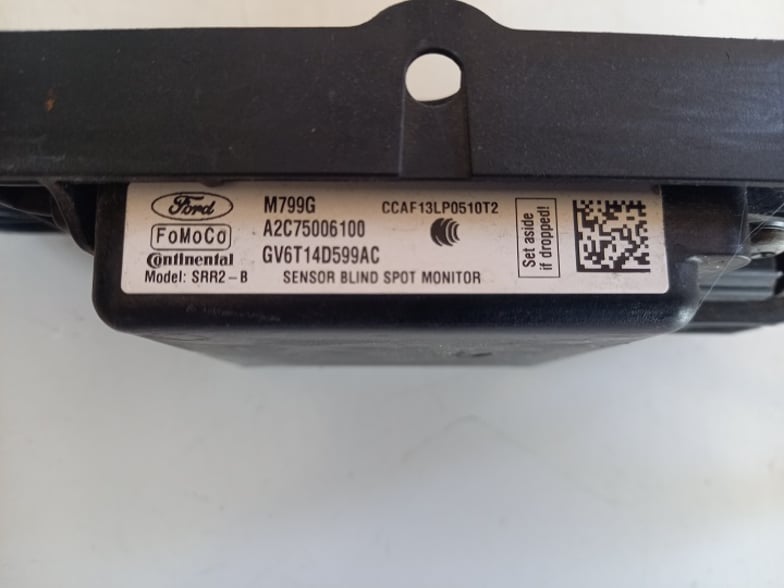 Ford
FoMoCo
Continental
Model: SRR2-B
M799G
A2C75006100
GV6T14D599AC
SENSOR BLIND SPOT MONITOR
CCAF13LP0510T2
Set aside
if dropped!